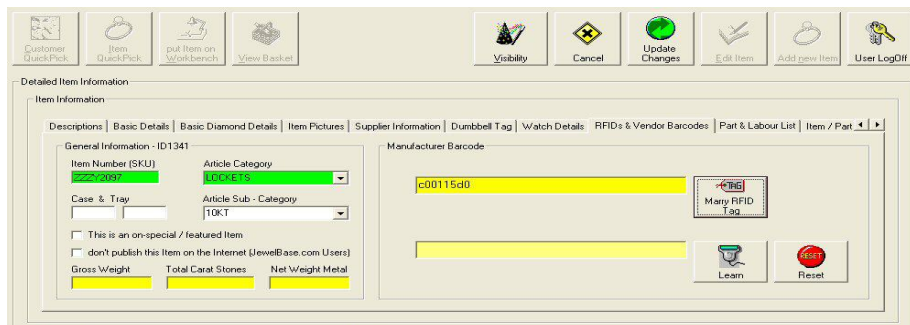 Customer QuickPick
Item QuickPick
put Item on Workbench
View Basket
Visibility
Cancel
Update Changes
Edit Item
Add new Item
User LogOff
Detailed Item Information
Item Information
Descriptions Basic Details Basic Diamond Details Item Pictures Supplier Information Dumbbell Tag Watch Details RFIDs & Vendor Barcodes Part & Labour List Item / Part
General Information - ID1341
Manufacturer Barcode
Item Number (SKU) Article Category
ZZZY2097 LOCKETS
c00115d0
TAG
Marry RFID Tag
Case & Tray Article Sub - Category
10KT
This is an on-special / featured Item
don't publish this Item on the Internet (JewelBase.com Users)
Gross Weight Total Carat Stones Net Weight Metal
Learn
RESET
Reset